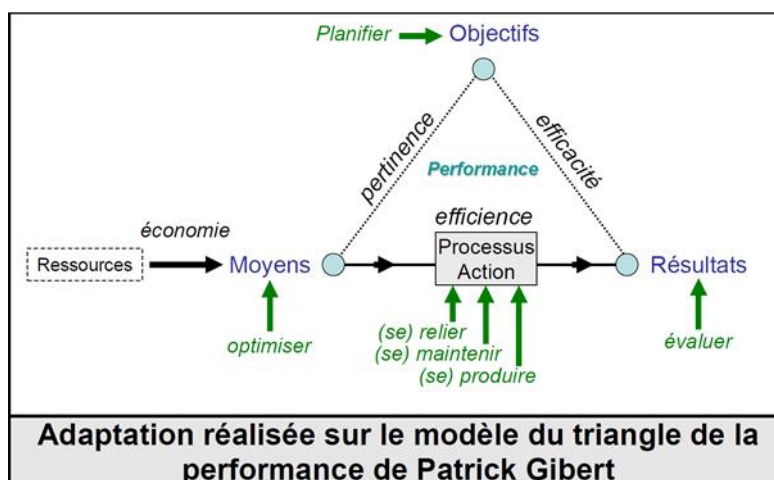 Planifier
Objectifs
pertinence
efficacité
Performance
économie
efficience
Ressources
Moyens
Processus
Action
Résultats
optimiser
(se) relier
(se) maintenir
(se) produire
évaluer
Adaptation réalisée sur le modèle du triangle de la
performance de Patrick Gibert